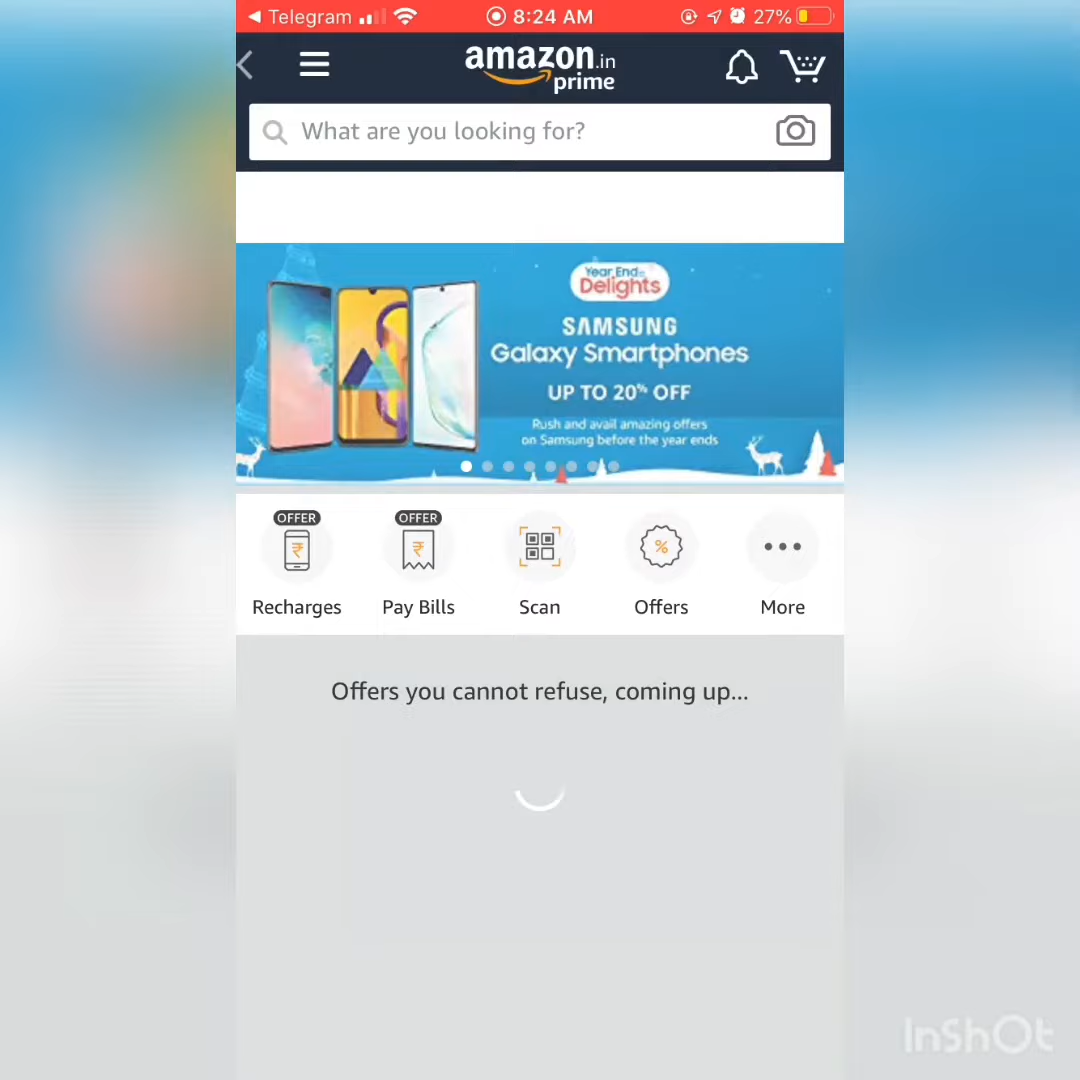 Telegram 8:24 AM 27%
amazon.in
prime
What are you looking for?
Year End
Delights
SAMSUNG
Galaxy Smartphones
UP TO 20% OFF
Rush and avail amazing offers
on Samsung before the year ends
OFFER OFFER
₹ ₹ %
Recharges Pay Bills Scan Offers More
Offers you cannot refuse, coming up...
InShOt